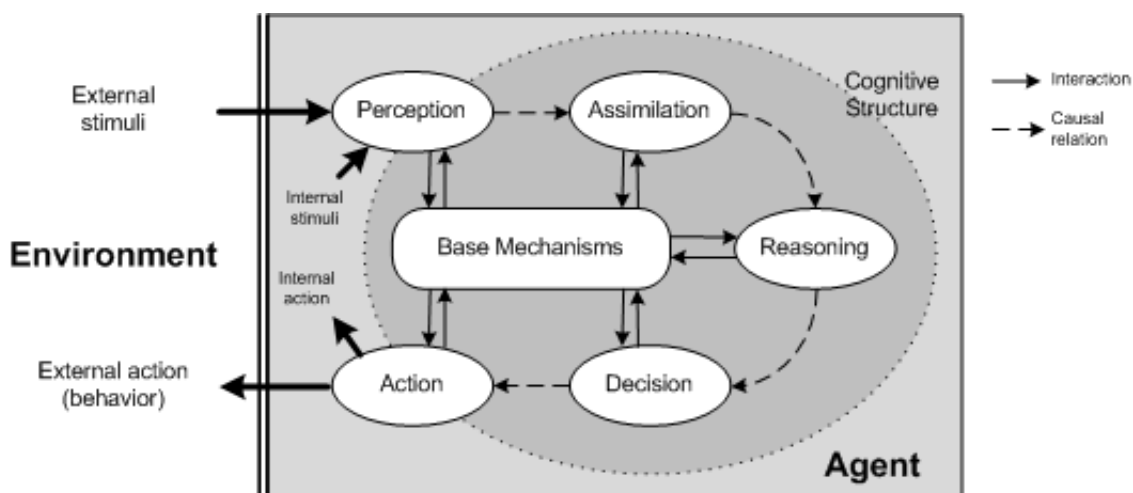 External
stimuli
Perception
Assimilation
Cognitive
Structure
Interaction
Causal
relation
Internal
stimuli
Environment
Base Mechanisms
Reasoning
Internal
action
External action
(behavior)
Action
Decision
Agent